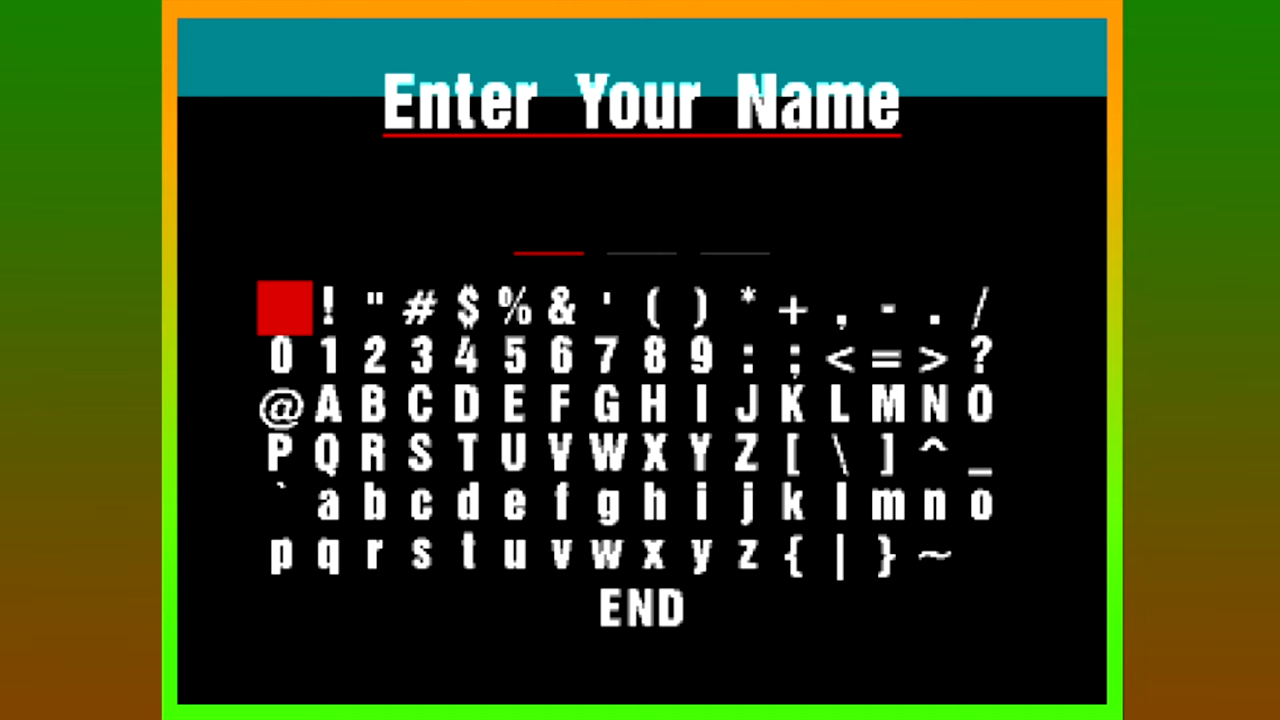 Enter Your Name
! " # $ % & ' ( ) * + , - . /
0 1 2 3 4 5 6 7 8 9 : ; < = > ?
@ A B C D E F G H I J K L M N O
P Q R S T U V W X Y Z [ \ ] ^ _
` a b c d e f g h i j k l m n o
p q r s t u v w x y z { | } ~
END